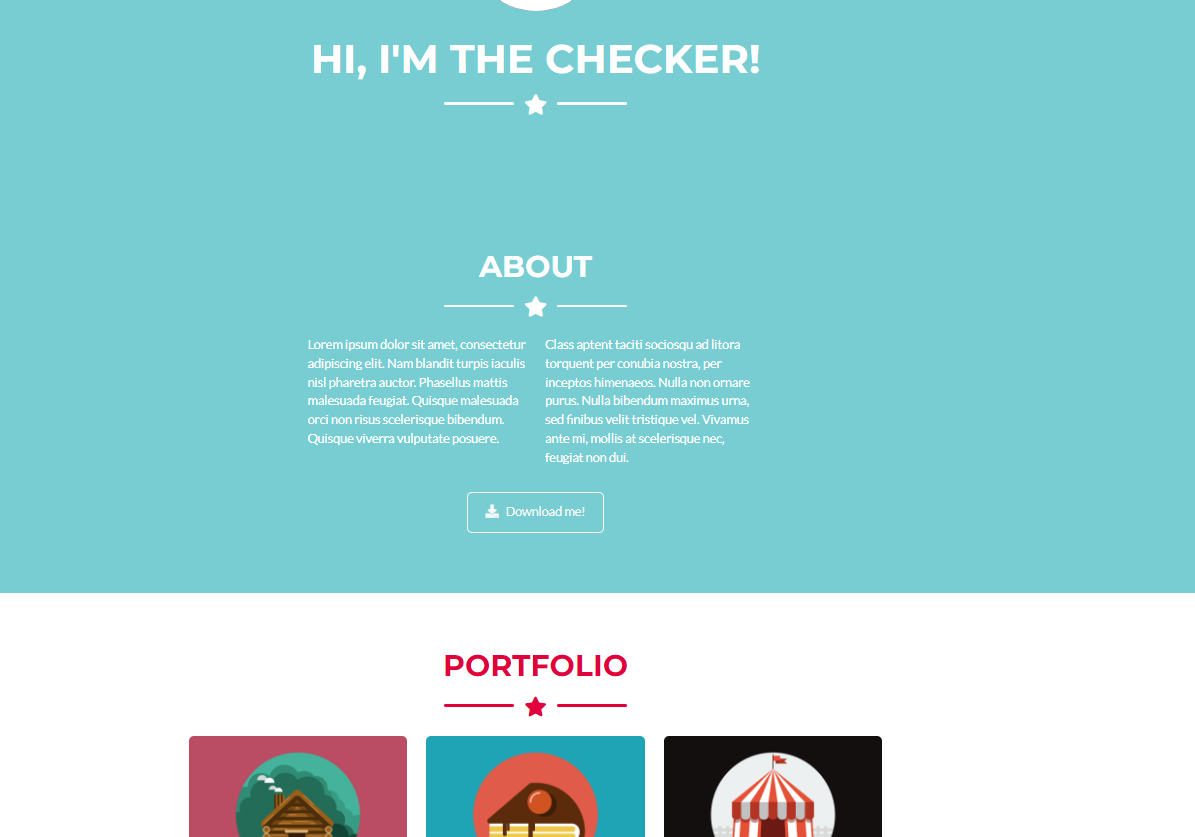 HI, I'M THE CHECKER!
ABOUT
Lorem ipsum dolor sit amet, consectetur
adipiscing elit. Nam blandit turpis iaculis
nisl pharetra auctor. Phasellus mattis
malesuada feugiat. Quisque malesuada
orci non risus scelerisque bibendum.
Quisque viverra vulputate posuere.
Class aptent taciti sociosqu ad litora
torquent per conubia nostra, per
inceptos himenaeos. Nulla non ornare
purus. Nulla bibendum maximus urna,
sed finibus velit tristique vel. Vivamus
ante mi, mollis at scelerisque nec,
feugiat non dui.
Download me!
PORTFOLIO